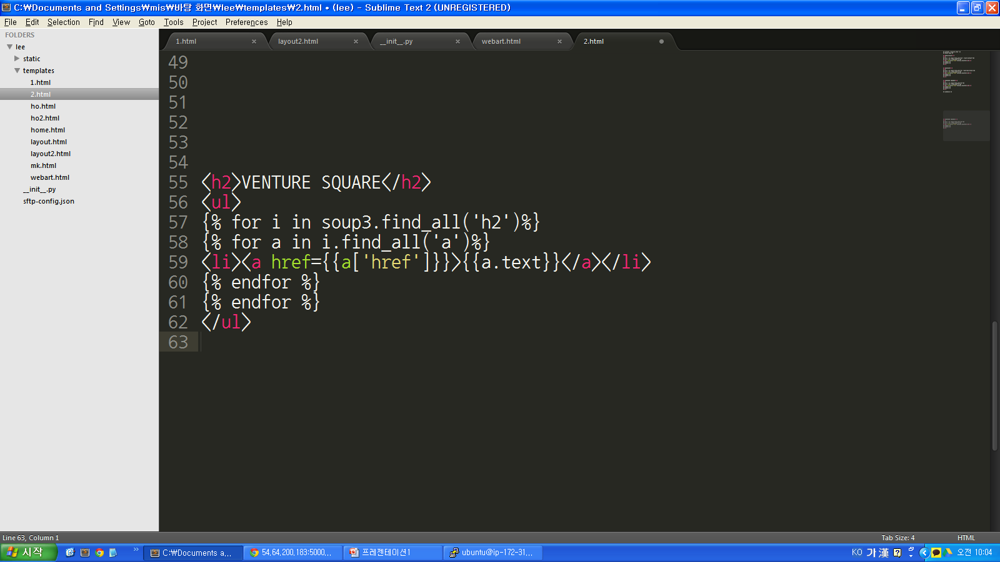 C:\Documents and Settings\mis\바탕 화면\lee\templates\2.html • (lee) - Sublime Text 2 (UNREGISTERED)
File Edit Selection Find View Goto Tools Project Preferences Help
FOLDERS
lee
static
templates
1.html
2.html
ho.html
ho2.html
home.html
layout.html
layout2.html
mk.html
webart.html
__init__.py
sftp-config.json
1.html × layout2.html × __init__.py × webart.html × 2.html •
49
50
51
52
53
54
55 <h2>VENTURE SQUARE</h2>
56 <ul>
57 {% for i in soup3.find_all('h2')%}
58 {% for a in i.find_all('a')%}
59 <li><a href={{a['href']}}>{{a.text}}</a></li>
60 {% endfor %}
61 {% endfor %}
62 </ul>
63
Line 63, Column 1 Tab Size: 4 HTML
시작 » C:\Documents a... 54.64.200.183:5000... 프레젠테이션1 ubuntu@ip-172-31... KO 가 漢 오전 10:04